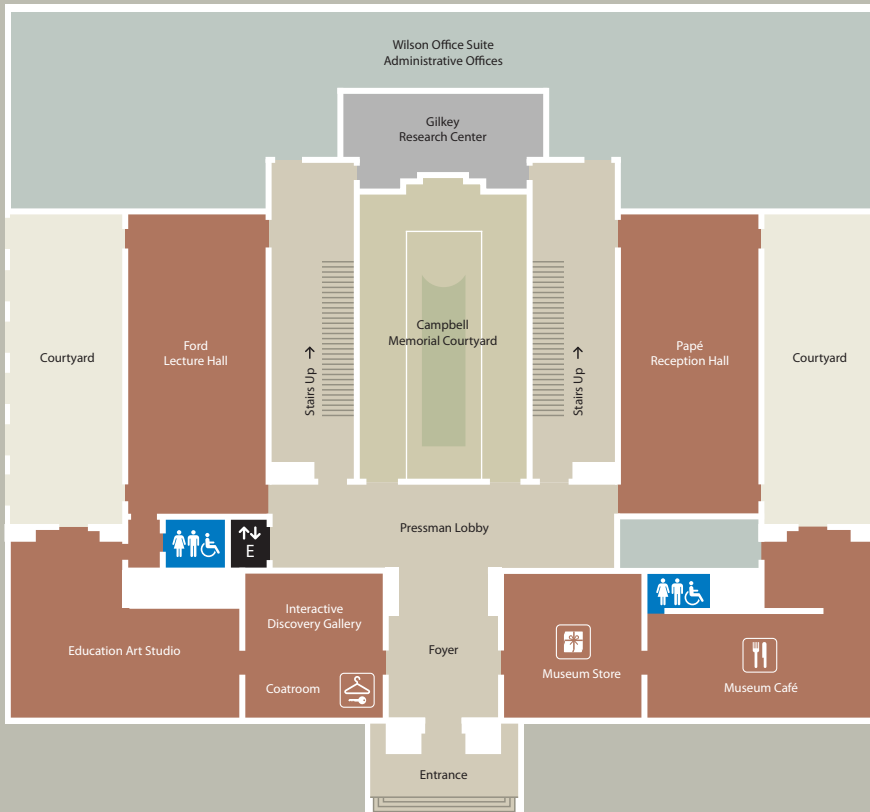 Wilson Office Suite
Administrative Offices
Gilkey
Research Center
Courtyard
Ford
Lecture Hall
Stairs Up
Campbell
Memorial Courtyard
Stairs Up
Papé
Reception Hall
Courtyard
Pressman Lobby
E
Interactive
Discovery Gallery
Education Art Studio
Coatroom
Foyer
Museum Store
Museum Café
Entrance